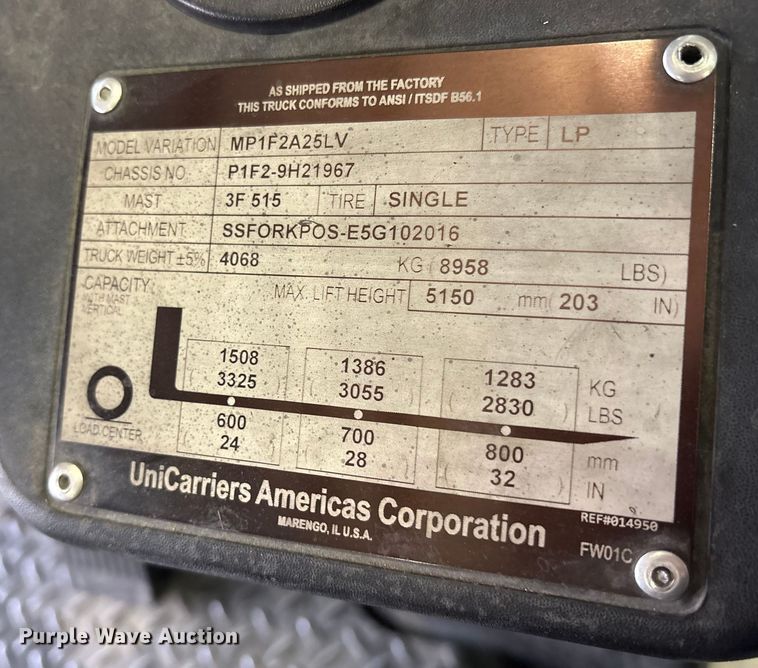 AS SHIPPED FROM THE FACTORY
THIS TRUCK CONFORMS TO ANSI / ITSDF B56.1
MODEL VARIATION MP1F2A25LV TYPE LP
CHASSIS NO. P1F2-9H21967
MAST 3F 515 TIRE SINGLE
ATTACHMENT SSFORKPOS-E5G102016
TRUCK WEIGHT ±5% 4068 KG ( 8958 LBS)
CAPACITY MAX. LIFT HEIGHT 5150 mm( 203 IN)
WITH MAST
VERTICAL
1508 1386 1283 KG
( 3325 ) ( 3055 ) ( 2830 ) LBS
LOAD CENTER 600 700 800 mm
( 24 ) ( 28 ) ( 32 ) IN
UniCarriers Americas Corporation
MARENGO, IL U.S.A.
REF#014950
FW01C
Purple Wave Auction